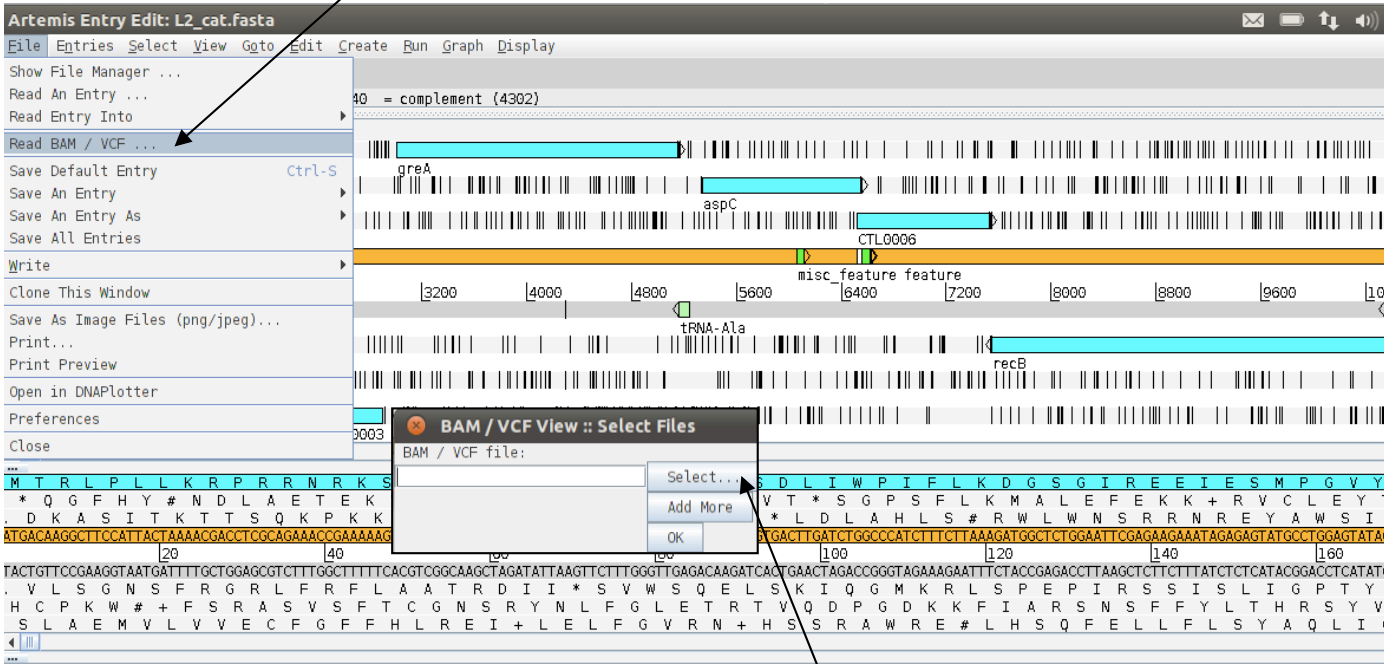 Artemis Entry Edit: L2_cat.fasta
File Entries Select View Goto Edit Create Run Graph Display
Show File Manager ...
Read An Entry ...
40 = complement (4302)
Read Entry Into
Read BAM / VCF ...
Save Default Entry Ctrl-S
greA
Save An Entry
Save An Entry As
aspC
Save All Entries
CTL0006
Write
misc_feature feature
Clone This Window
3200 4000 4800 5600 6400 7200 8000 8800 9600 10
Save As Image Files (png/jpeg)...
tRNA-Ala
Print...
Print Preview
recB
Open in DNAPlotter
Preferences
0003
Close
BAM / VCF View :: Select Files
BAM / VCF file:
Select...
Add More
OK
M T R L P L L K R P R R N R K S S D L I W P I F L K D G S G I R E E I E S M P G V Y
* Q G F H Y # N D L A E T E K V T * S G P S F L K M A L E F E K K + R V C L E Y T
. D K A S I T K T T S Q K P K K * L D L A H L S # R W L W N S R R N R E Y A W S I
20 40 60 80 100 120 140 160
. V L S G N S F R G R L F R F L A A T R D I I * S V W S Q E L S K I Q G M K R L S P E P I R S S I S L I G P T Y
H C P K W # + F S R A S V S F T C G N S R Y N L F G L E T R T V Q D P G D K K F I A R S N S F F Y L T H R S Y V
S L A E M V L V V E C F G F F H L R E I + L E L F G V R N + H S S R A W R E # L H S Q F E L L F L S Y A Q L I